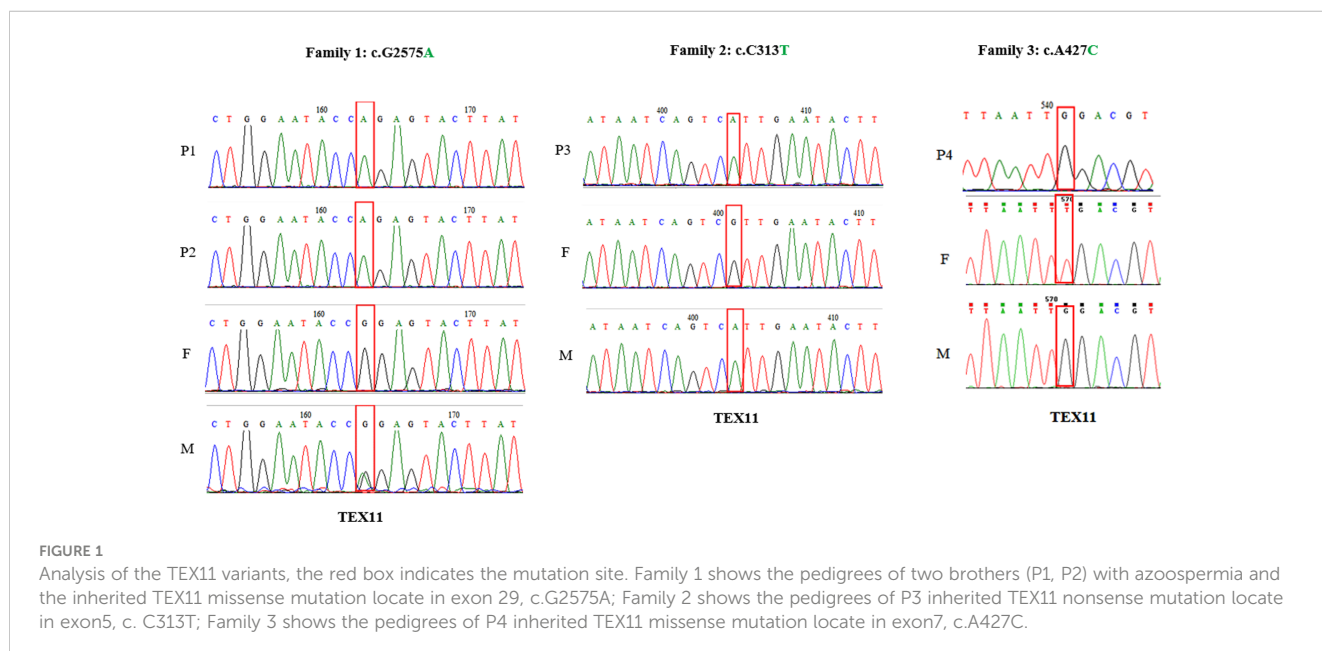 Family 1: c.G2575A
Family 2: c.C313T
Family 3: c.A427C
160 170
C T G G A A T A C C A G A G T A C T T A T
P1
160 170
C T G G A A T A C C A G A G T A C T T A T
P2
160 170
C T G G A A T A C C G G A G T A C T T A T
F
160 170
C T G G A A T A C C G G A G T A C T T A T
M
TEX11
400 410
A T A A T C A G T C A T T G A A T A C T T
P3
400 410
A T A A T C A G T C G T T G A A T A C T T
F
400 410
A T A A T C A G T C A T T G A A T A C T T
M
TEX11
540
T T A A T T G G A C G T
P4
570
T T A A T T T G A C G T
F
570
T T A A T T G G A C G T
M
TEX11
FIGURE 1
Analysis of the TEX11 variants, the red box indicates the mutation site. Family 1 shows the pedigrees of two brothers (P1, P2) with azoospermia and
the inherited TEX11 missense mutation locate in exon 29, c.G2575A; Family 2 shows the pedigrees of P3 inherited TEX11 nonsense mutation locate
in exon5, c. C313T; Family 3 shows the pedigrees of P4 inherited TEX11 missense mutation locate in exon7, c.A427C.